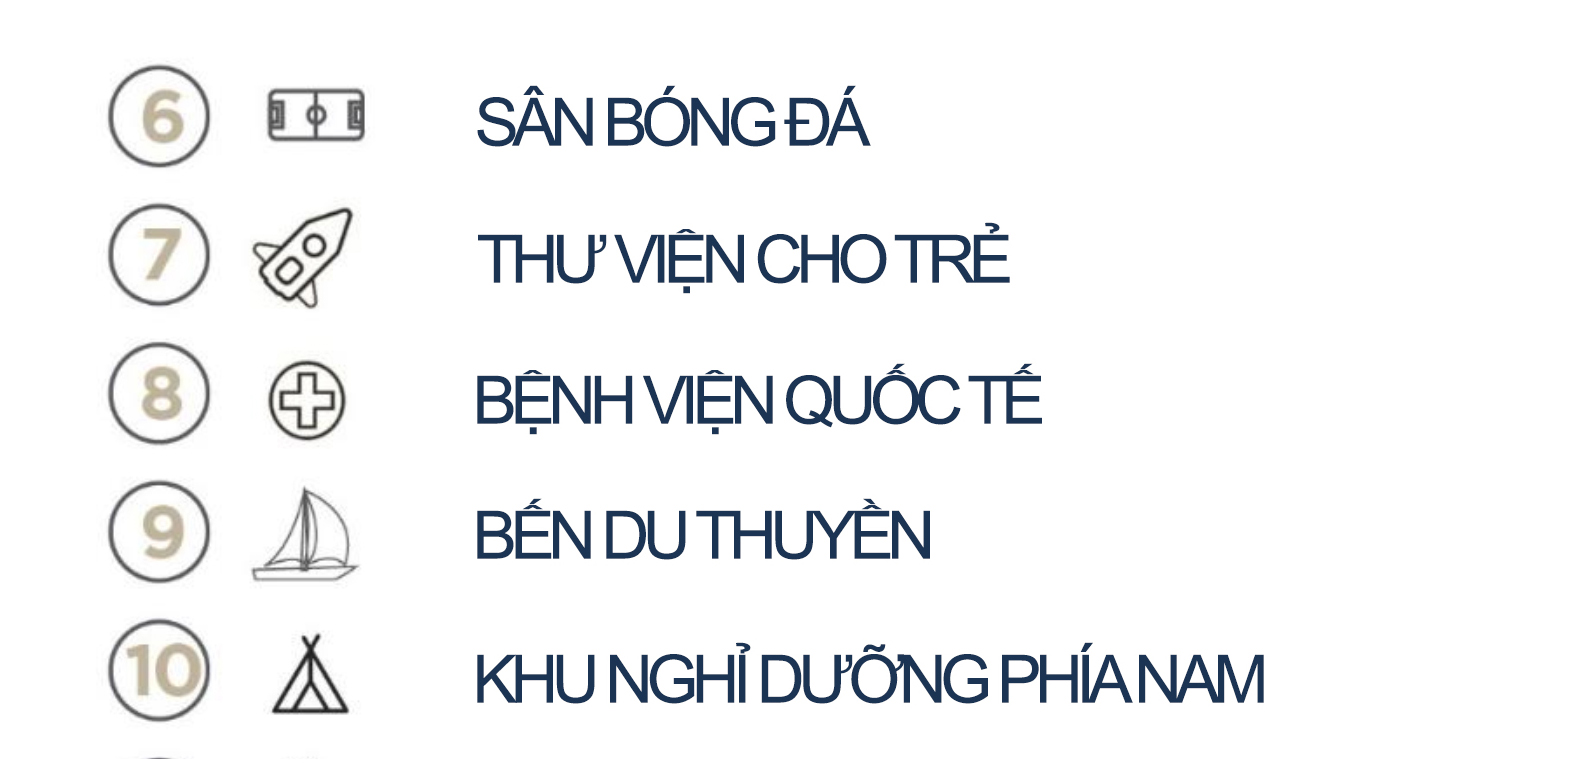 6 SÂN BÓNG ĐÁ
7 THƯ VIỆN CHO TRẺ
8 BỆNH VIỆN QUỐC TẾ
9 BẾN DU THUYỀN
10 KHU NGHỈ DƯỠNG PHÍA NAM